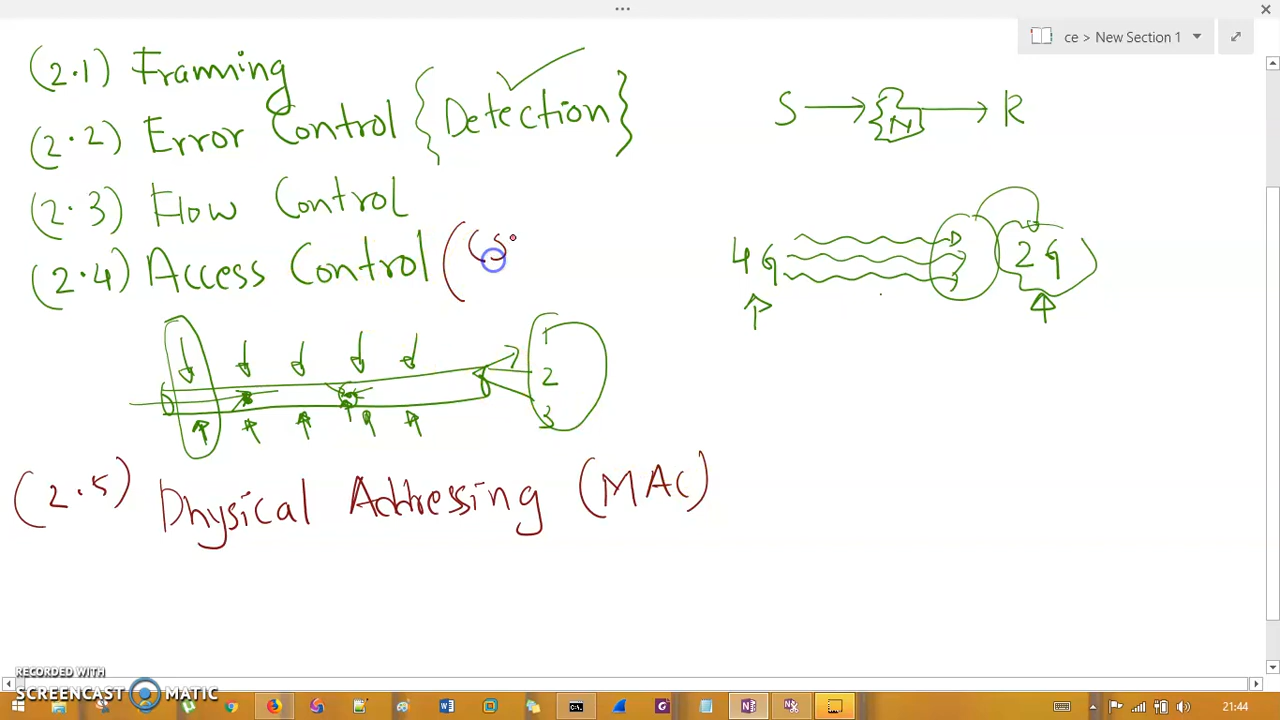 ce > New Section 1
(2.1) Framing
(2.2) Error Control {Detection}
S N R
(2.3) Flow Control
(2.4) Access Control (CS
4G 2G
1
2
3
(2.5) Physical Addressing (MAC)
RECORDED WITH
SCREENCAST MATIC
21:44